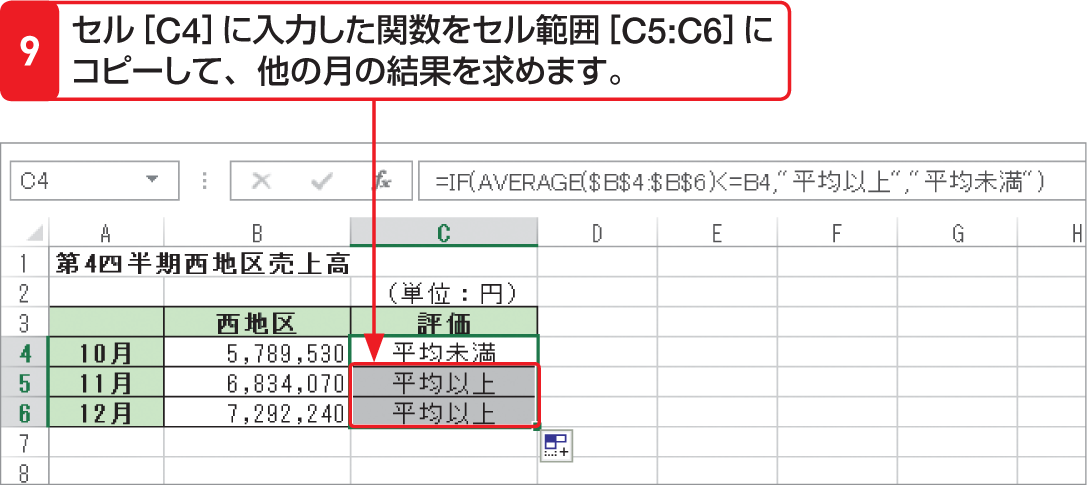 9
セル［C4］に入力した関数をセル範囲［C5:C6］に
コピーして、他の月の結果を求めます。
C4
fx
=IF(AVERAGE($B$4:$B$6)<=B4,“平均以上“,“平均未満“)
A B C D E F G H
1 第4四半期西地区売上高
2 （単位：円）
3 西地区 評価
4 10月 5,789,530 平均未満
5 11月 6,834,070 平均以上
6 12月 7,292,240 平均以上
7
8